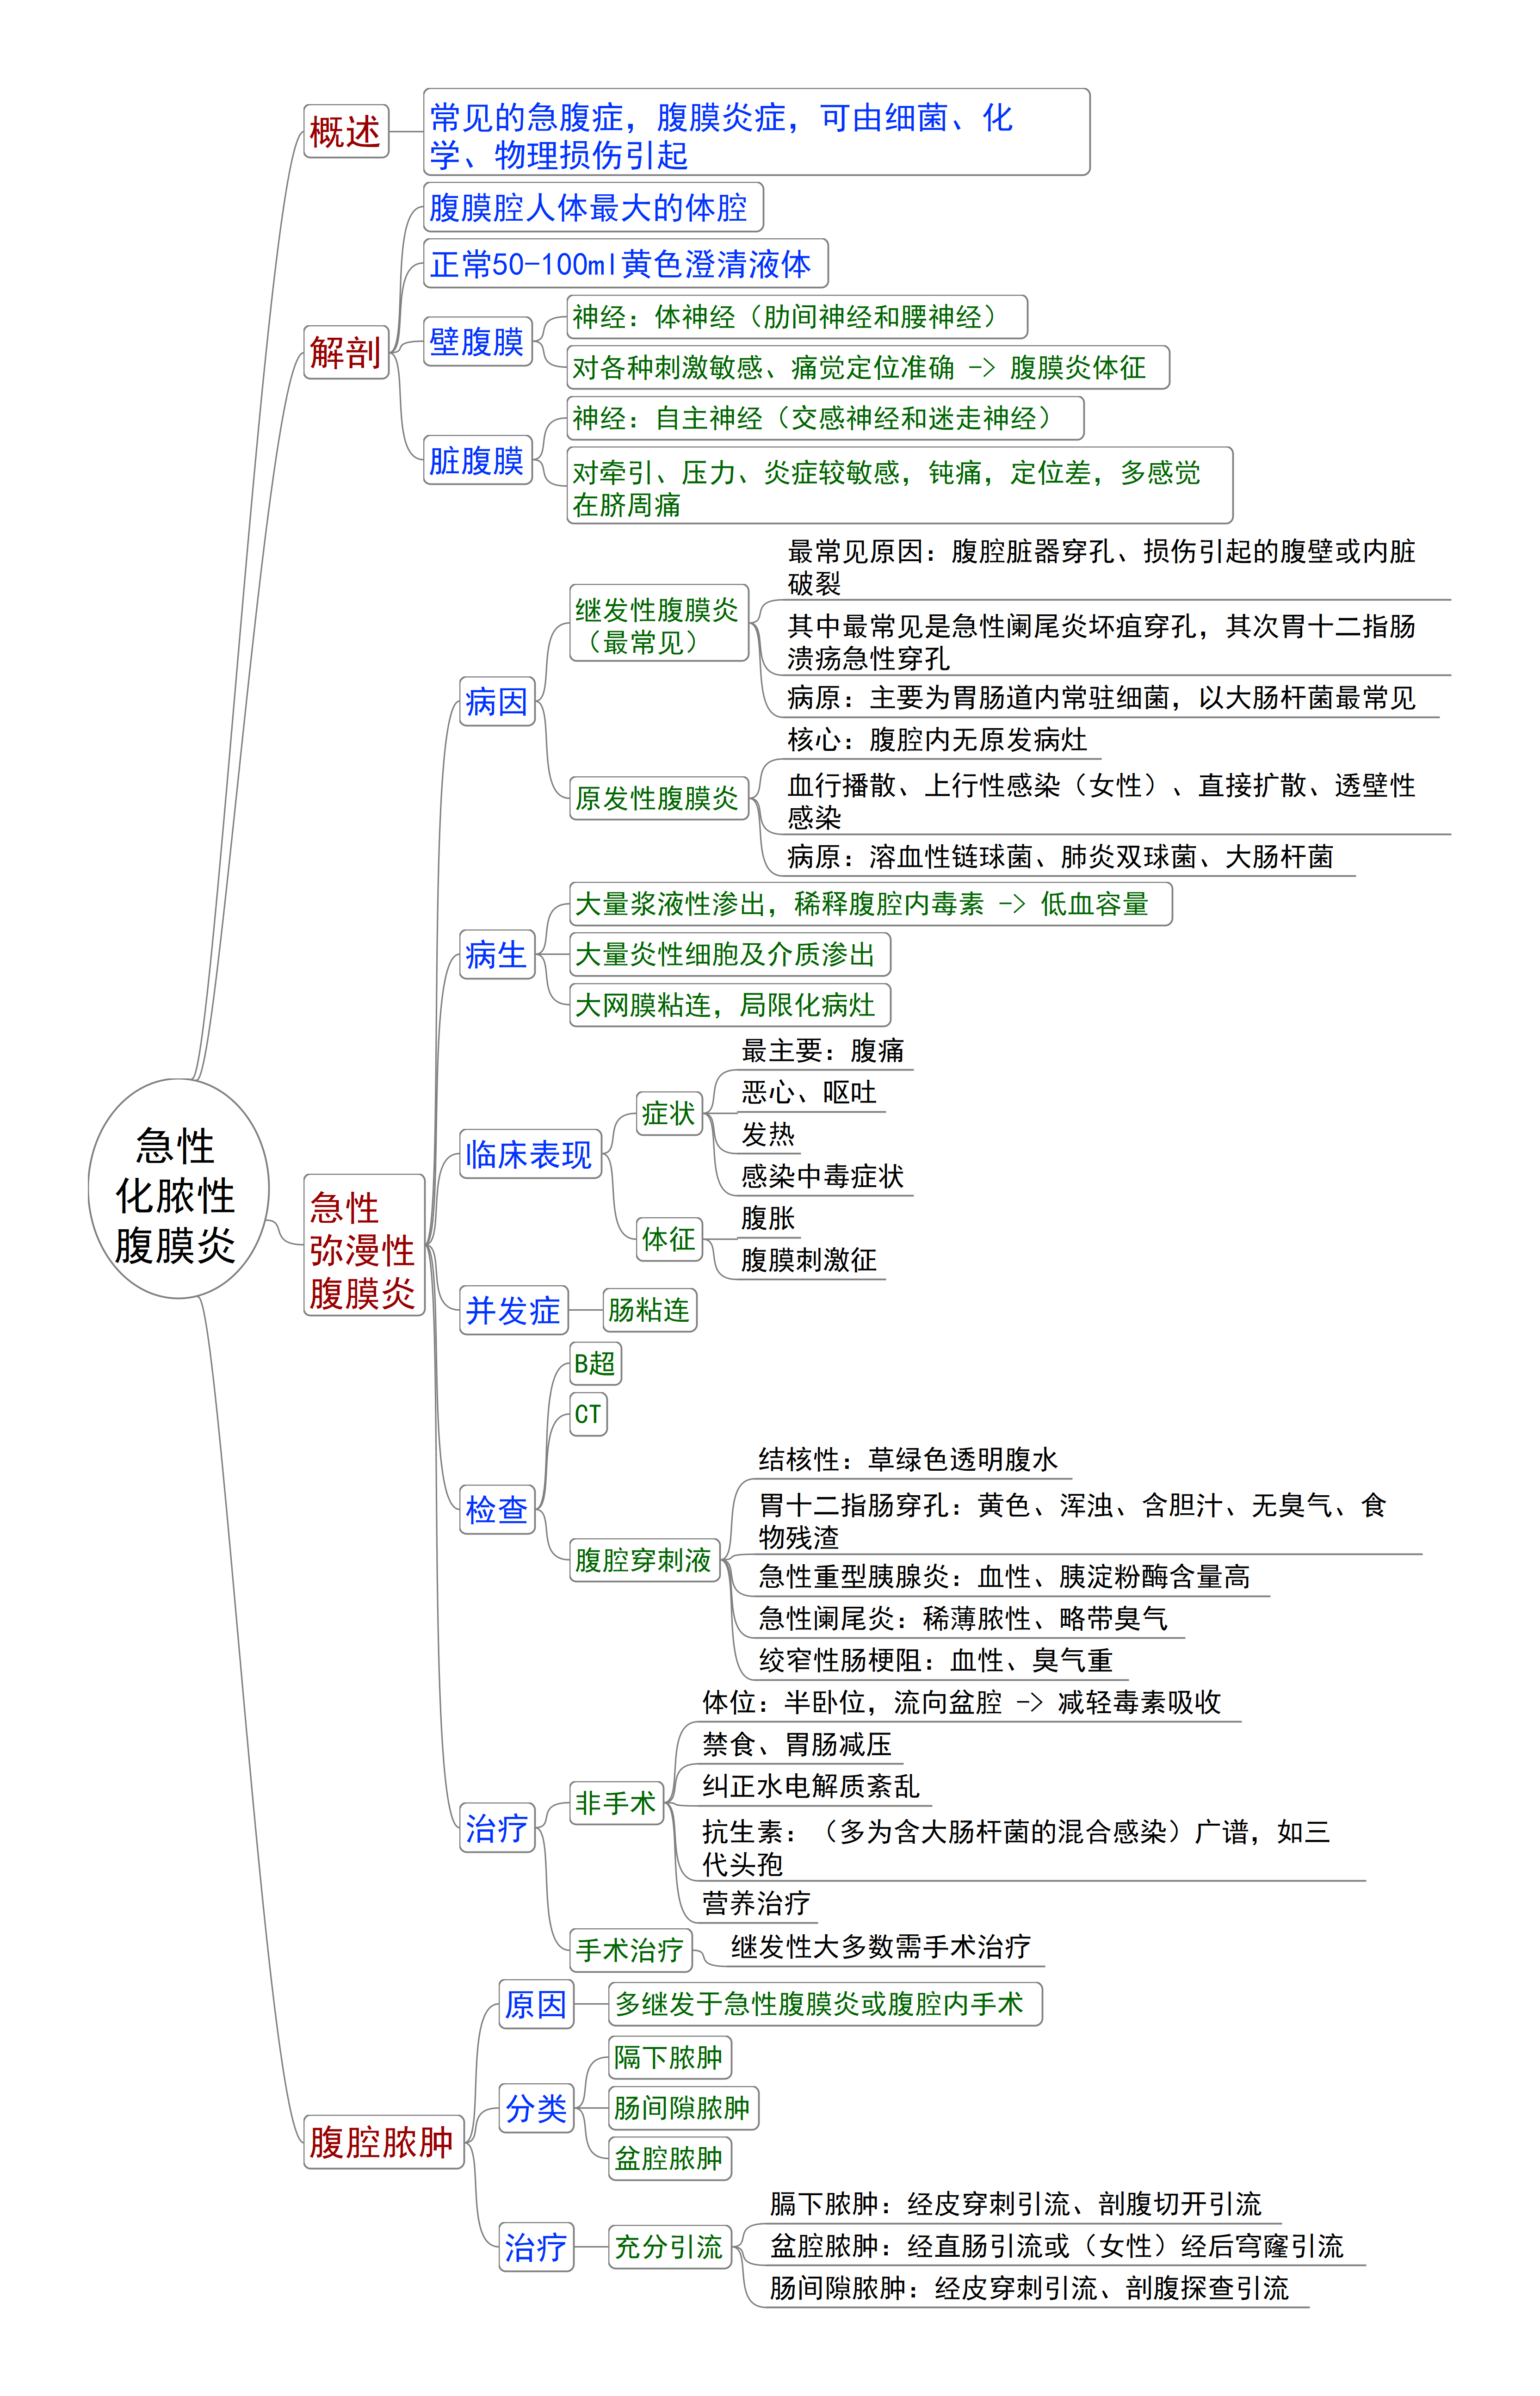 概述
常见的急腹症，腹膜炎症，可由细菌、化
学、物理损伤引起
解剖
腹膜腔人体最大的体腔
正常50-100ml黄色澄清液体
壁腹膜
神经：体神经（肋间神经和腰神经）
对各种刺激敏感、痛觉定位准确 -> 腹膜炎体征
脏腹膜
神经：自主神经（交感神经和迷走神经）
对牵引、压力、炎症较敏感，钝痛，定位差，多感觉
在脐周痛
急性
化脓性
腹膜炎
急性
弥漫性
腹膜炎
病因
继发性腹膜炎
（最常见）
最常见原因：腹腔脏器穿孔、损伤引起的腹壁或内脏
破裂
其中最常见是急性阑尾炎坏疽穿孔，其次胃十二指肠
溃疡急性穿孔
病原：主要为胃肠道内常驻细菌，以大肠杆菌最常见
原发性腹膜炎
核心：腹腔内无原发病灶
血行播散、上行性感染（女性）、直接扩散、透壁性
感染
病原：溶血性链球菌、肺炎双球菌、大肠杆菌
病生
大量浆液性渗出，稀释腹腔内毒素 -> 低血容量
大量炎性细胞及介质渗出
大网膜粘连，局限化病灶
临床表现
症状
最主要：腹痛
恶心、呕吐
发热
感染中毒症状
体征
腹胀
腹膜刺激征
并发症
肠粘连
检查
B超
CT
腹腔穿刺液
结核性：草绿色透明腹水
胃十二指肠穿孔：黄色、浑浊、含胆汁、无臭气、食
物残渣
急性重型胰腺炎：血性、胰淀粉酶含量高
急性阑尾炎：稀薄脓性、略带臭气
绞窄性肠梗阻：血性、臭气重
治疗
非手术
体位：半卧位，流向盆腔 -> 减轻毒素吸收
禁食、胃肠减压
纠正水电解质紊乱
抗生素：（多为含大肠杆菌的混合感染）广谱，如三
代头孢
营养治疗
手术治疗
继发性大多数需手术治疗
腹腔脓肿
原因
多继发于急性腹膜炎或腹腔内手术
分类
隔下脓肿
肠间隙脓肿
盆腔脓肿
治疗
充分引流
膈下脓肿：经皮穿刺引流、剖腹切开引流
盆腔脓肿：经直肠引流或（女性）经后穹窿引流
肠间隙脓肿：经皮穿刺引流、剖腹探查引流